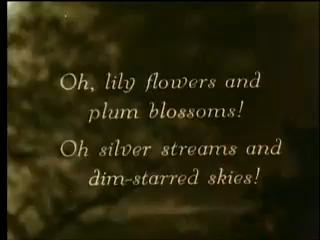 Oh, lily flowers and
plum blossoms!
Oh silver streams and
dim-starred skies!